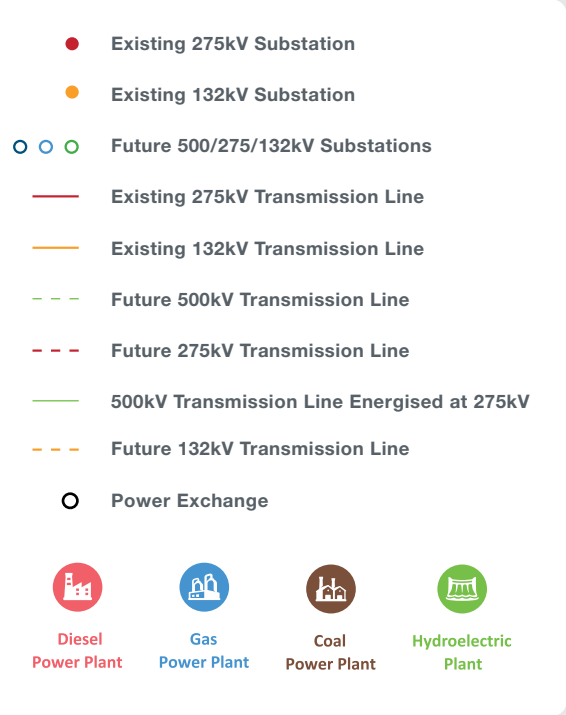 Existing 275kV Substation
Existing 132kV Substation
Future 500/275/132kV Substations
Existing 275kV Transmission Line
Existing 132kV Transmission Line
Future 500kV Transmission Line
Future 275kV Transmission Line
500kV Transmission Line Energised at 275kV
Future 132kV Transmission Line
Power Exchange
Diesel
Power Plant
Gas
Power Plant
Coal
Power Plant
Hydroelectric
Plant